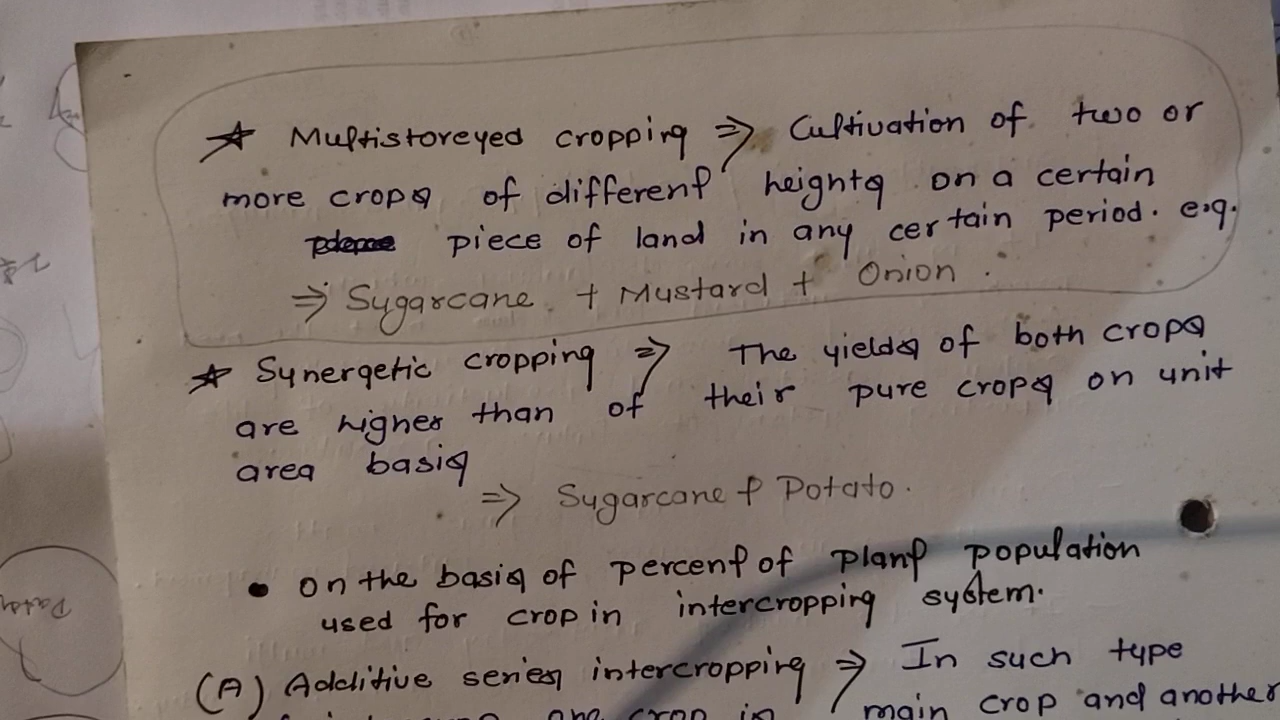 ★ Multistoreyed cropping ⇒ Cultivation of two or
more crops of different heights on a certain
piece of land in any certain period. e.g.
⇒ Sugarcane + Mustard + Onion.
★ Synergetic cropping ⇒ The yields of both crops
are higher than of their pure crops on unit
area basis
⇒ Sugarcane + Potato.
• on the basis of percent of plant population
used for crop in intercropping system.
(A) Additive series intercropping ⇒ In such type
one crop in main crop and another